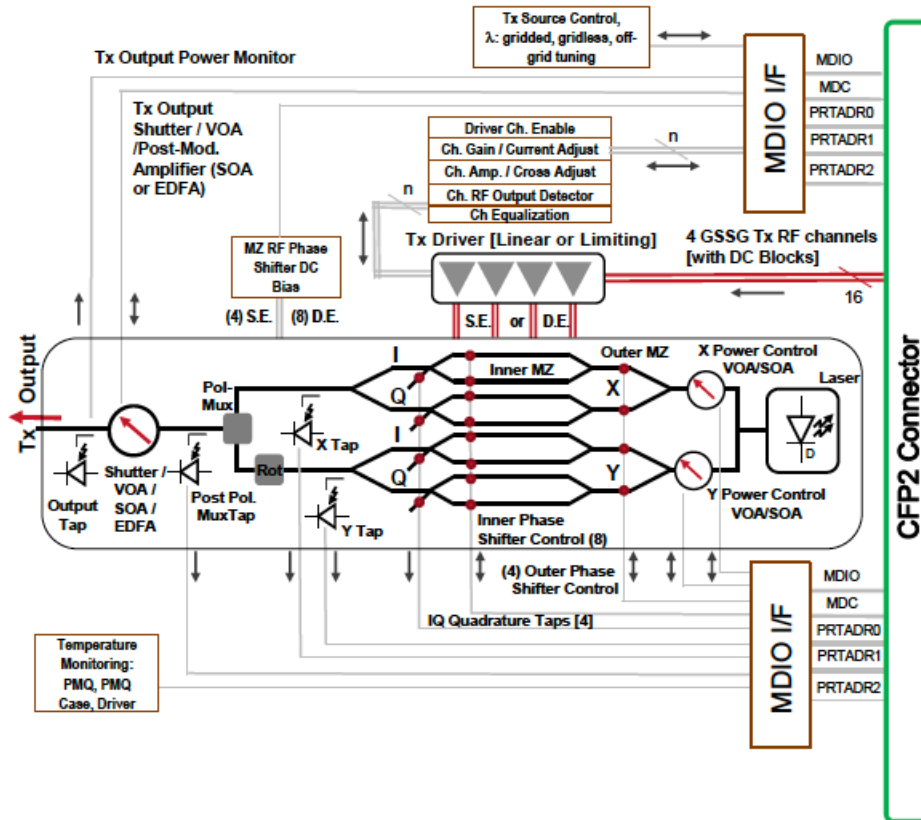 Tx Source Control,
λ: gridded, gridless, off-
grid tuning
Tx Output Power Monitor
Tx Output
Shutter / VOA
/Post-Mod.
Amplifier (SOA
or EDFA)
MDIO I/F
MDIO
MDC
PRTADR0
PRTADR1
PRTADR2
Driver Ch. Enable
Ch. Gain / Current Adjust
Ch. Amp. / Cross Adjust
Ch. RF Output Detector
Ch Equalization
n
n
Tx Driver [Linear or Limiting]
4 GSSG Tx RF channels
[with DC Blocks]
16
MZ RF Phase
Shifter DC
Bias
(4) S.E. (8) D.E.
S.E. or D.E.
CFP2 Connector
Tx Output
Pol-
Mux
Rot
I
Q
I
Q
Inner MZ
Outer MZ
X
Y
X Power Control
VOA/SOA
Laser
D
Y Power Control
VOA/SOA
Output
Tap
Shutter /
VOA /
SOA /
EDFA
Post Pol.
MuxTap
X Tap
Y Tap
Inner Phase
Shifter Control (8)
(4) Outer Phase
Shifter Control
IQ Quadrature Taps [4]
Temperature
Monitoring:
PMQ, PMQ
Case, Driver
MDIO I/F
MDIO
MDC
PRTADR0
PRTADR1
PRTADR2